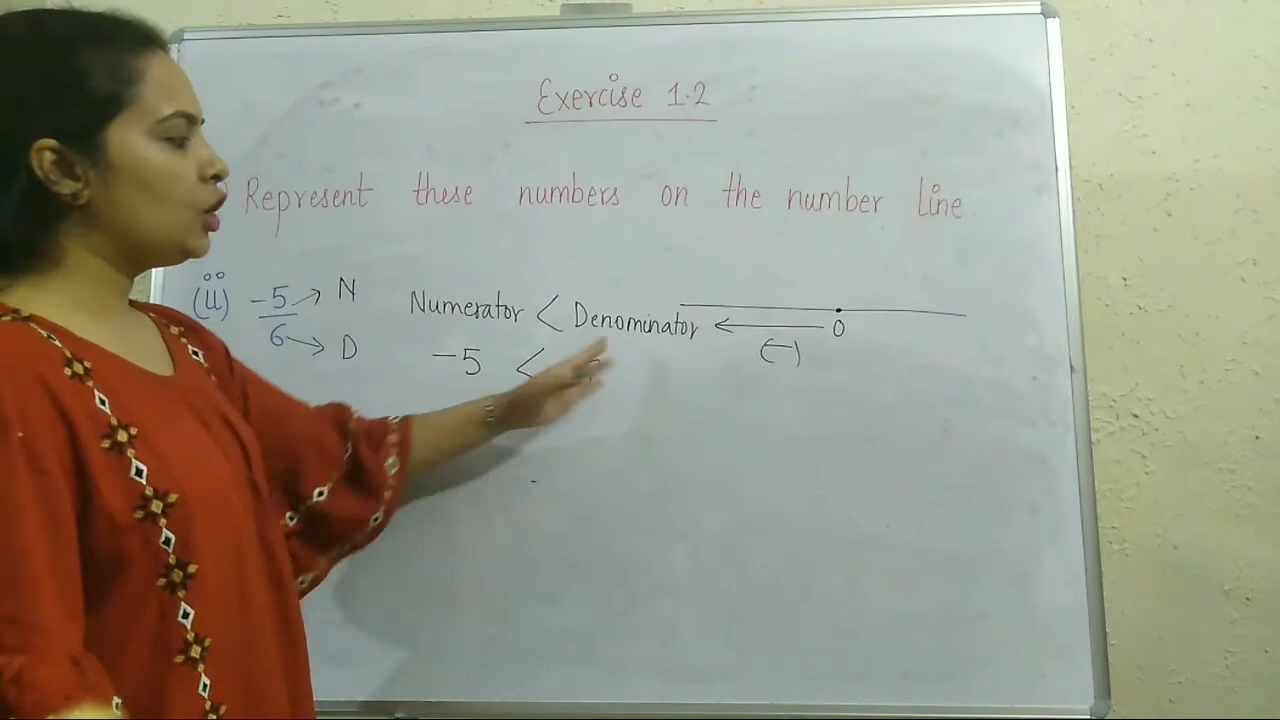 Exercise 1.2
Represent these numbers on the number line
(ii) -5/6 → N
→ D
Numerator < Denominator
-5 <
0
(-)